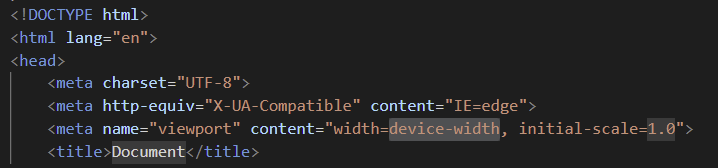 <!DOCTYPE html>
<html lang="en">
<head>
    <meta charset="UTF-8">
    <meta http-equiv="X-UA-Compatible" content="IE=edge">
    <meta name="viewport" content="width=device-width, initial-scale=1.0">
    <title>Document</title>